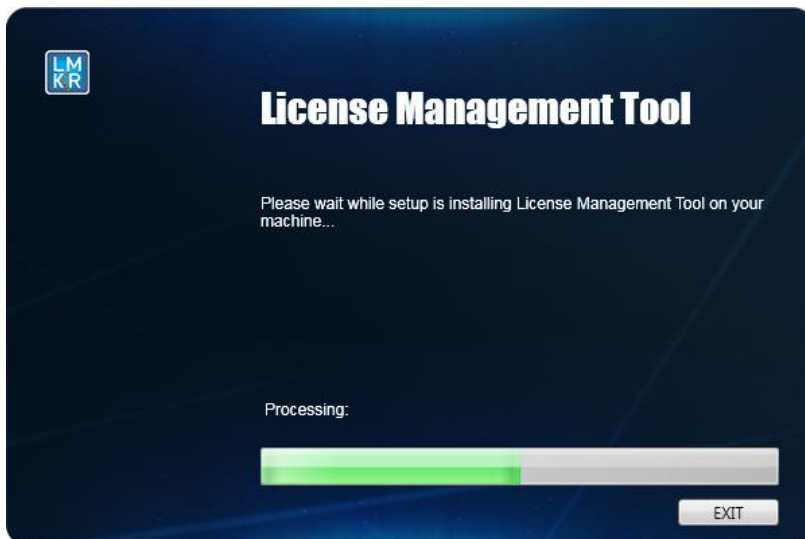 LM
KR
License Management Tool
Please wait while setup is installing License Management Tool on your
machine...
Processing:
EXIT